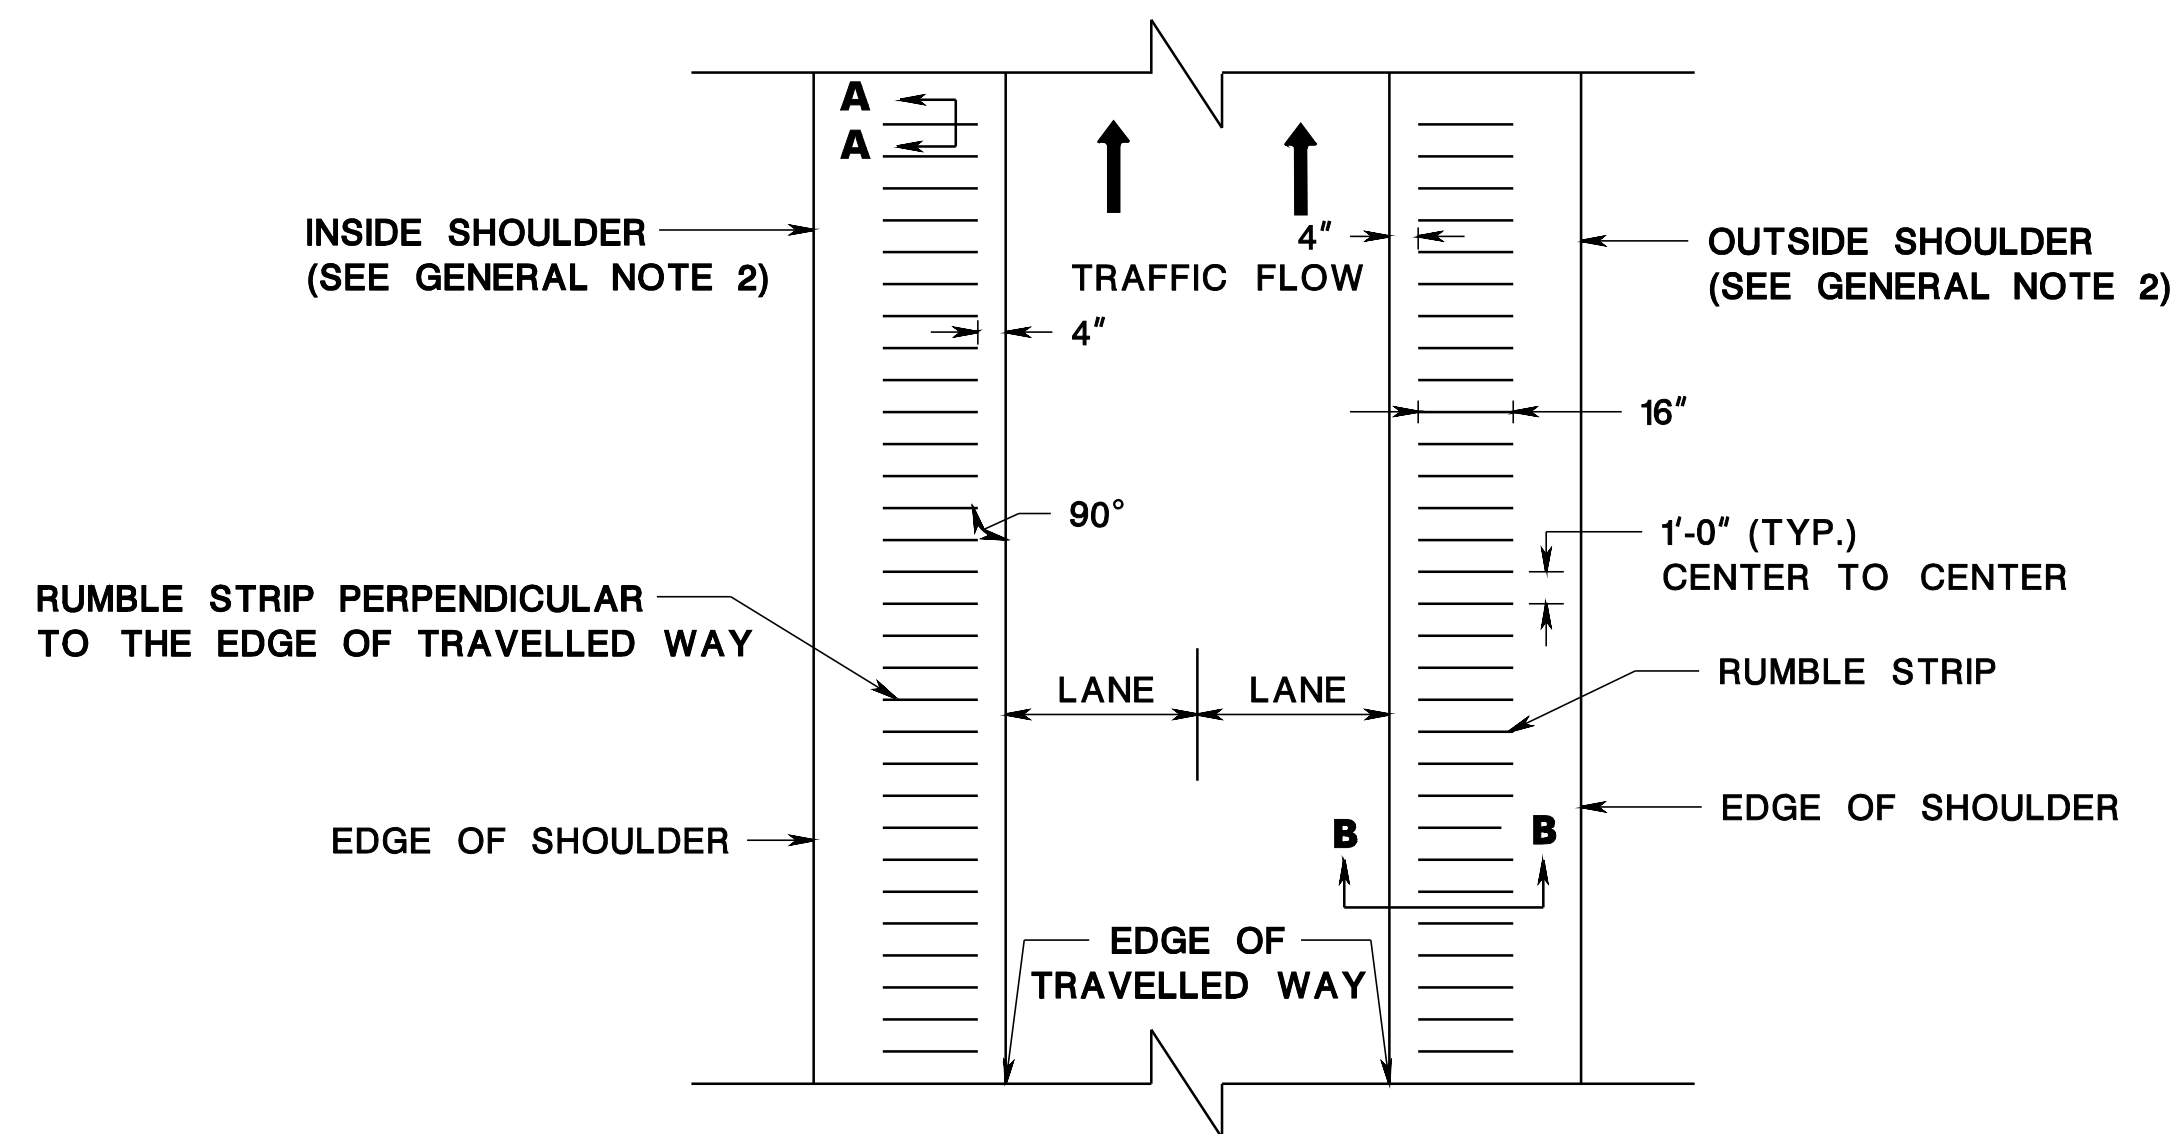 A
A
INSIDE SHOULDER
(SEE GENERAL NOTE 2)
4"
TRAFFIC FLOW
OUTSIDE SHOULDER
(SEE GENERAL NOTE 2)
4"
16"
90°
1'-0" (TYP.)
CENTER TO CENTER
RUMBLE STRIP PERPENDICULAR
TO THE EDGE OF TRAVELLED WAY
LANE
LANE
RUMBLE STRIP
EDGE OF SHOULDER
B
B
EDGE OF SHOULDER
EDGE OF
TRAVELLED WAY